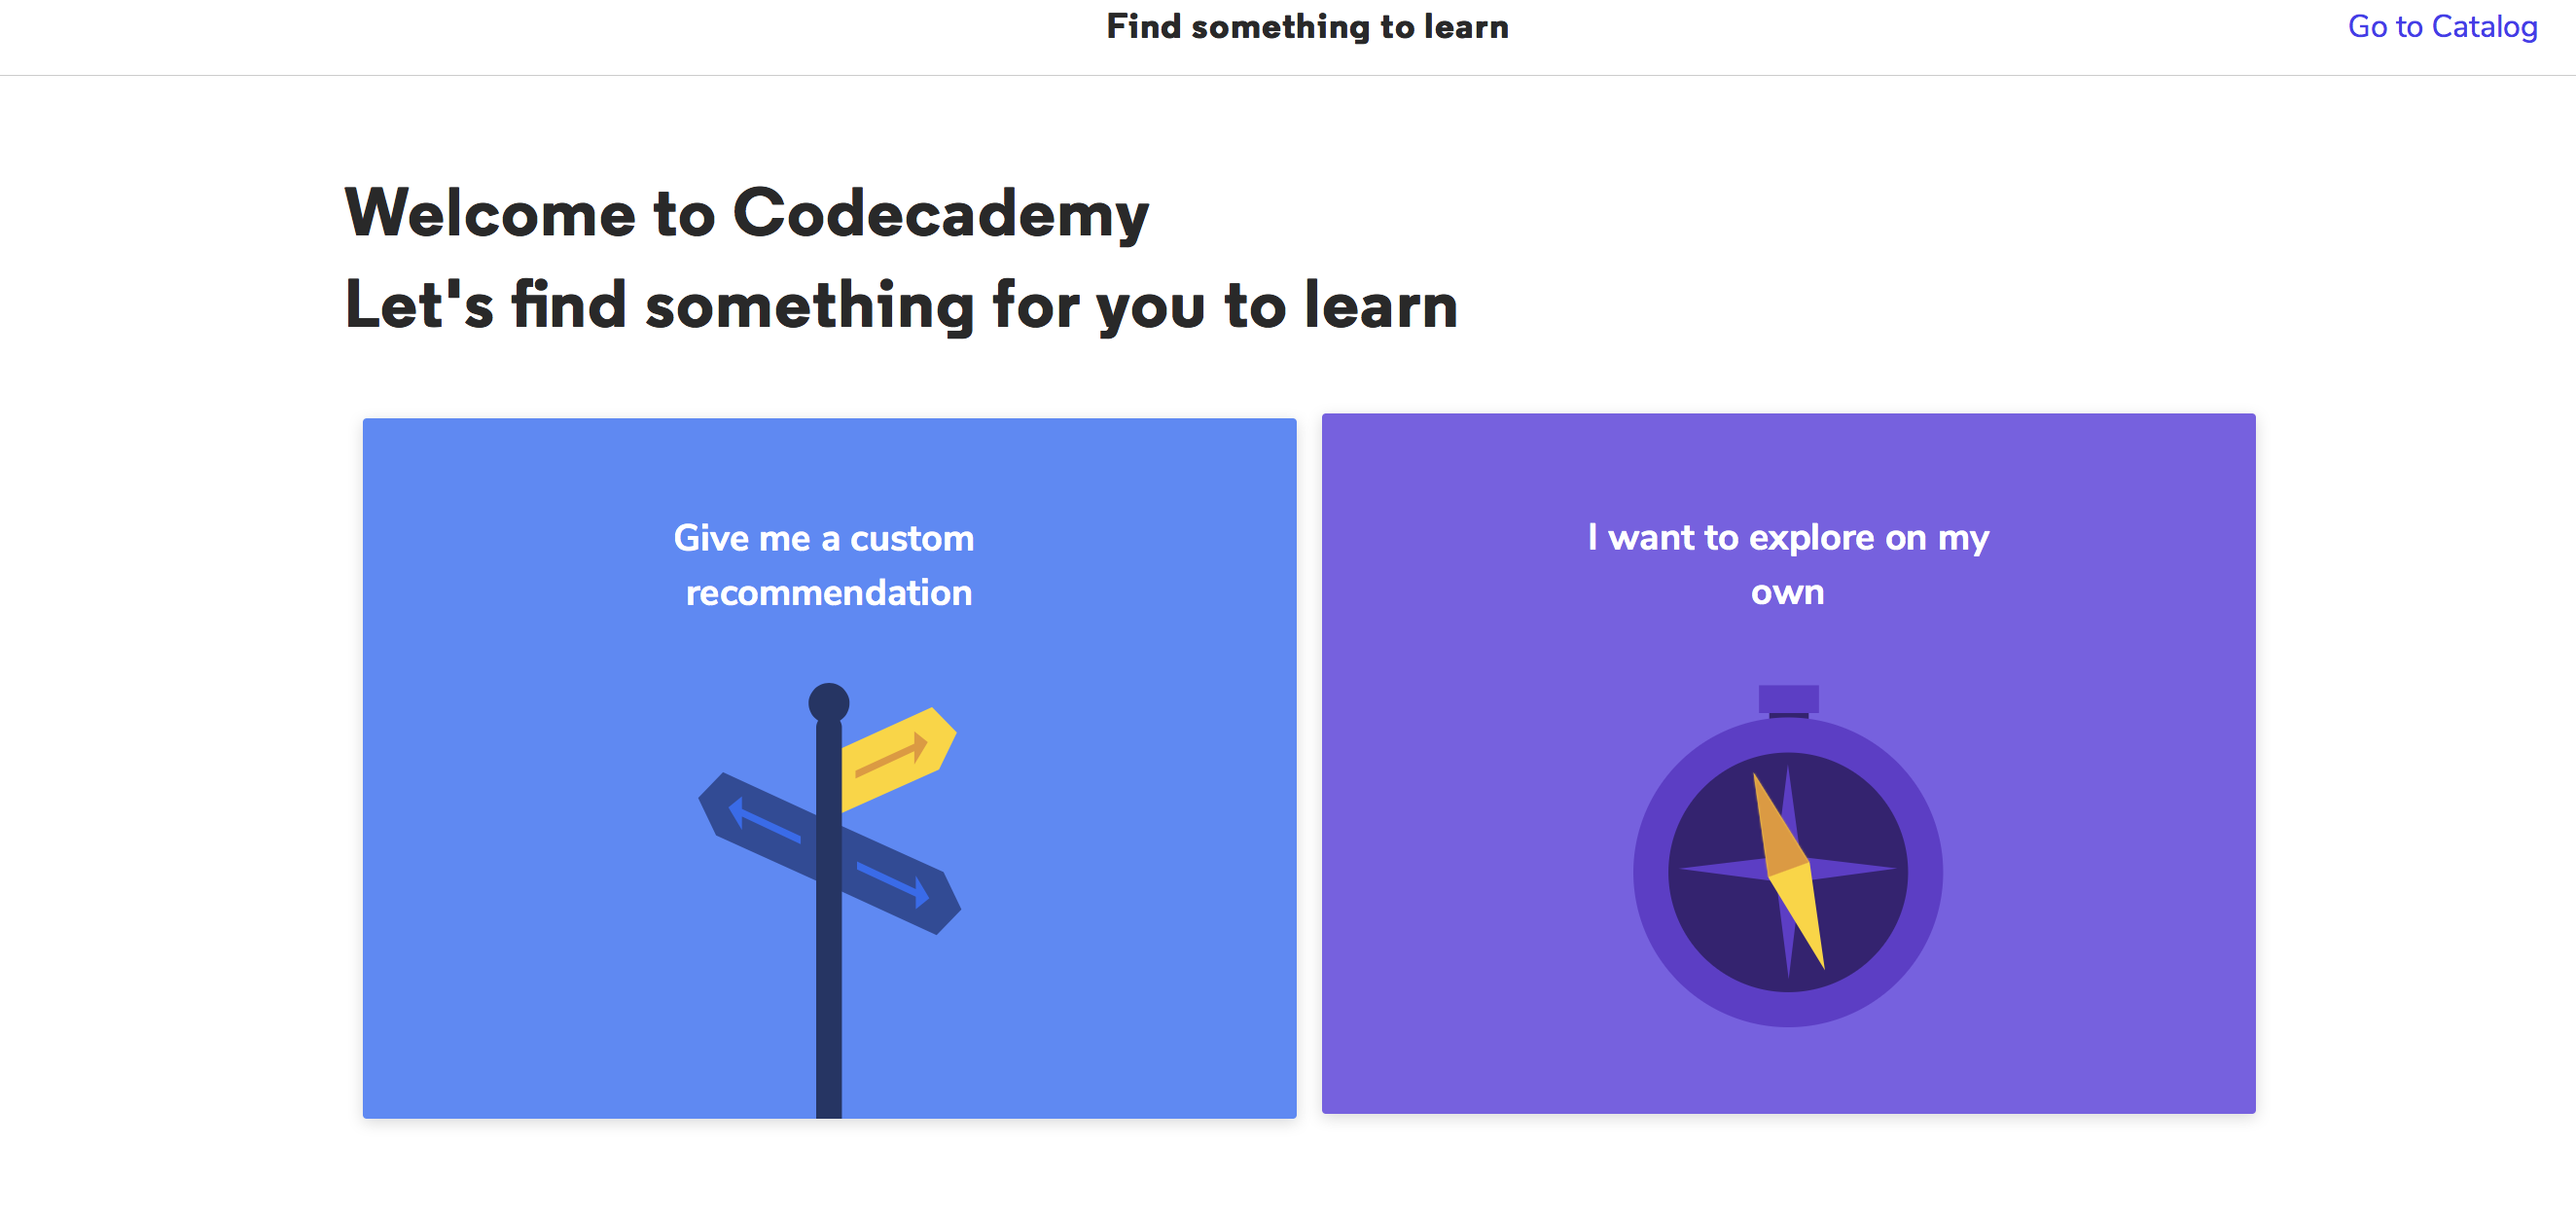 Find something to learn
Go to Catalog
Welcome to Codecademy
Let's find something for you to learn
Give me a custom
recommendation
I want to explore on my
own